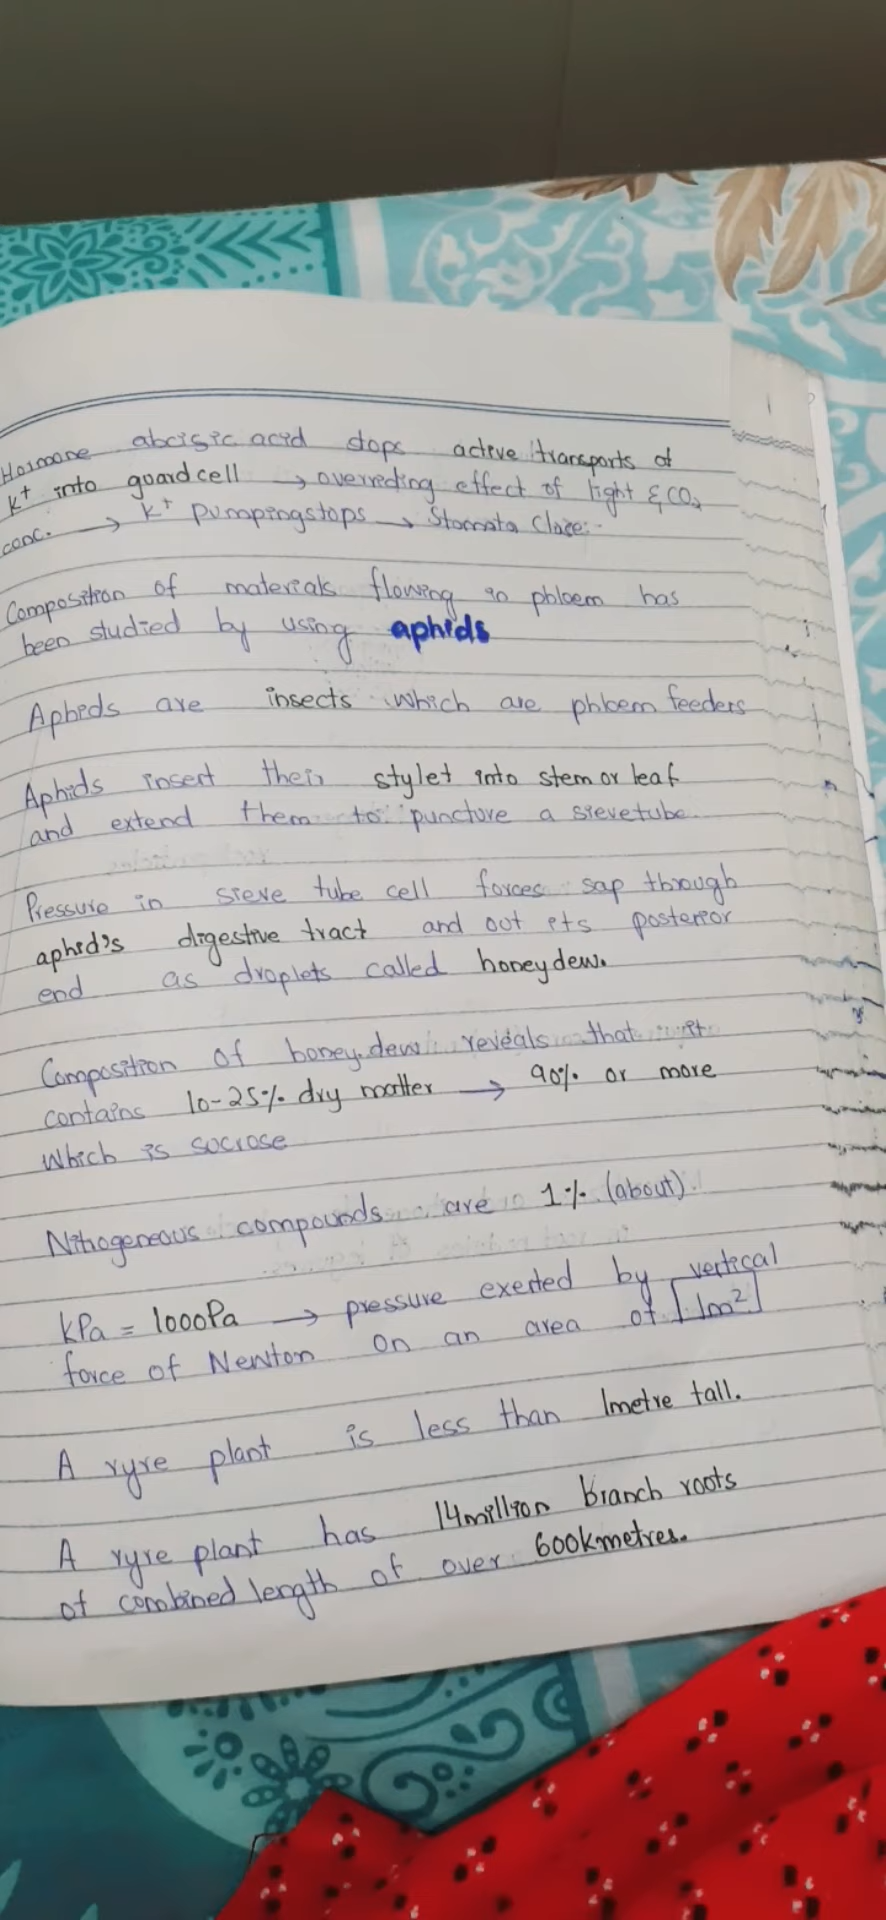 Hormone abcisic acid stops active transports of
K⁺ into guard cell → overreding effect of light & CO₂
conc. → K⁺ pumping stops → Stomata Close:-
Composition of materials flowing in phloem has
been studied by using aphids
Aphids are insects which are phloem feeders
Aphids insert their stylet into stem or leaf
and extend them to puncture a sieve tube.
Pressure in sieve tube cell forces sap through
aphid's digestive tract and out its posterior
end as droplets called honeydew.
Composition of honey.dew reveals that it
contains 10-25% dry matter → 90% or more
which is sucrose
Nitrogeneous compounds are 1% (about).
kPa = 1000Pa → pressure exerted by vertical
force of Newton on an area of [1m²]
A ryre plant is less than 1metre tall.
A ryre plant has 14million branch roots
of combined length of over 600kmetres.